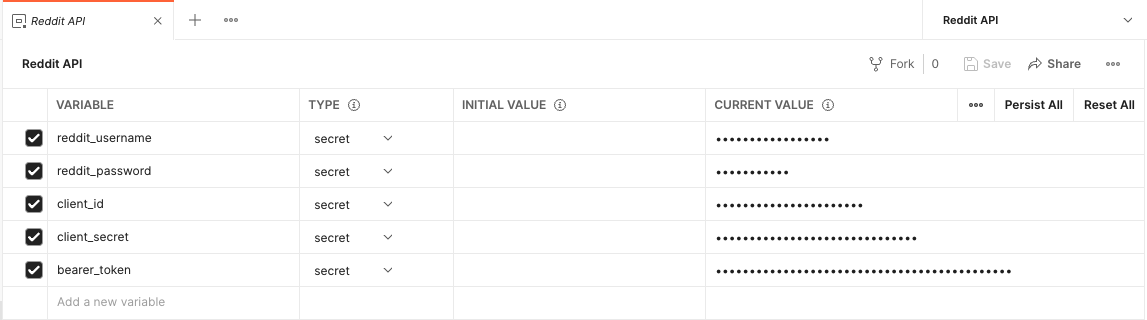 Reddit API
Reddit API
Reddit API
Fork 0 Save Share
VARIABLE TYPE INITIAL VALUE CURRENT VALUE Persist All Reset All
reddit_username secret
reddit_password secret
client_id secret
client_secret secret
bearer_token secret
Add a new variable